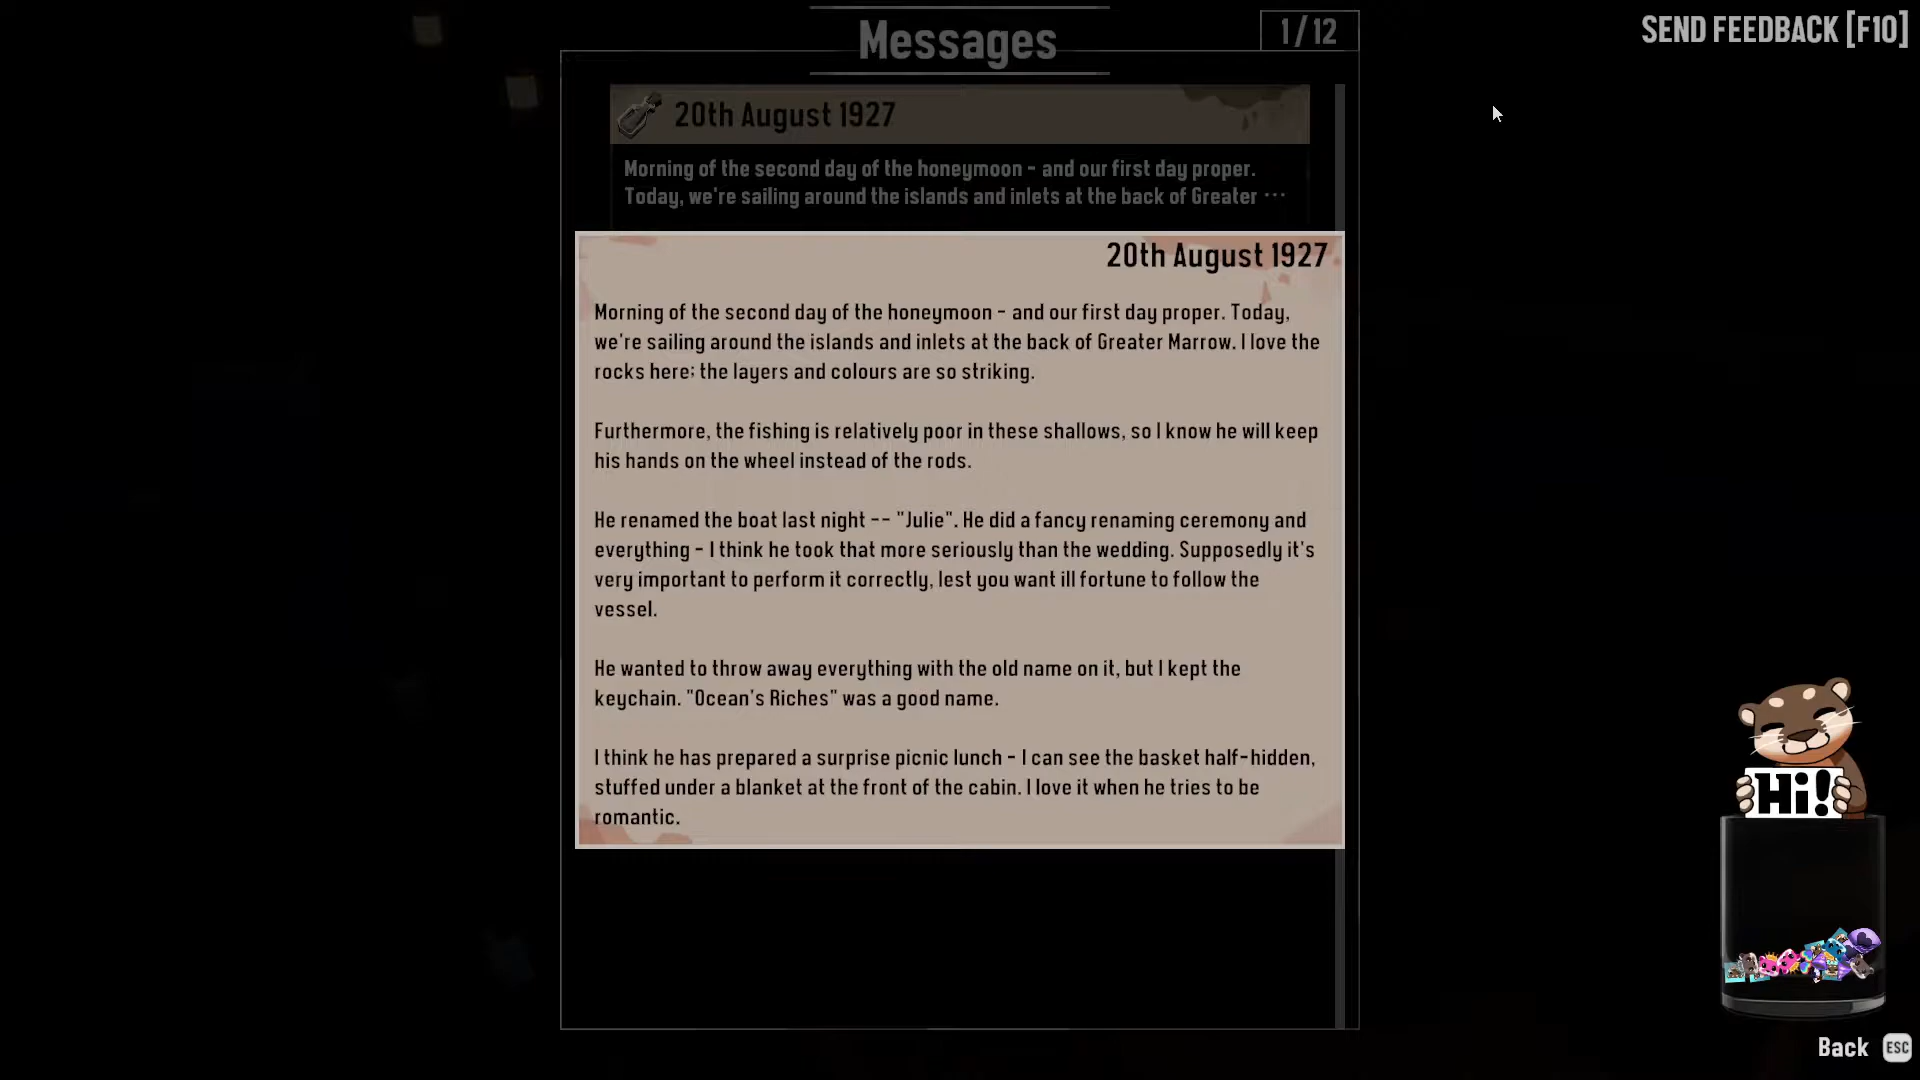 Messages
1/12
SEND FEEDBACK [F10]
20th August 1927
Morning of the second day of the honeymoon - and our first day proper.
Today, we're sailing around the islands and inlets at the back of Greater ...
20th August 1927
Morning of the second day of the honeymoon - and our first day proper. Today,
we're sailing around the islands and inlets at the back of Greater Marrow. I love the
rocks here; the layers and colours are so striking.
Furthermore, the fishing is relatively poor in these shallows, so I know he will keep
his hands on the wheel instead of the rods.
He renamed the boat last night -- "Julie". He did a fancy renaming ceremony and
everything - I think he took that more seriously than the wedding. Supposedly it's
very important to perform it correctly, lest you want ill fortune to follow the
vessel.
He wanted to throw away everything with the old name on it, but I kept the
keychain. "Ocean's Riches" was a good name.
I think he has prepared a surprise picnic lunch - I can see the basket half-hidden,
stuffed under a blanket at the front of the cabin. I love it when he tries to be
romantic.
Hi!
Back ESC